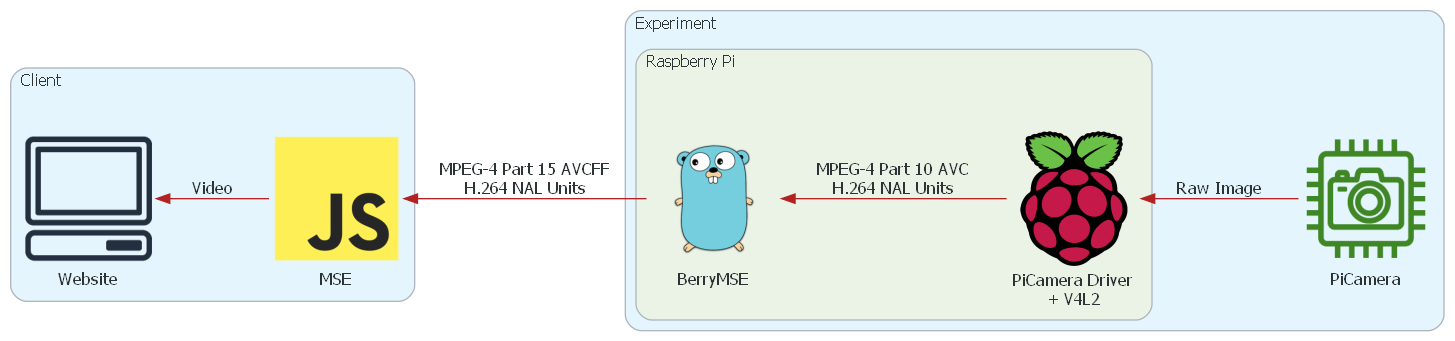 Experiment
Raspberry Pi
Client
MPEG-4 Part 15 AVCFF
H.264 NAL Units
MPEG-4 Part 10 AVC
H.264 NAL Units
Video
JS
Raw Image
Website
MSE
BerryMSE
PiCamera Driver
+ V4L2
PiCamera